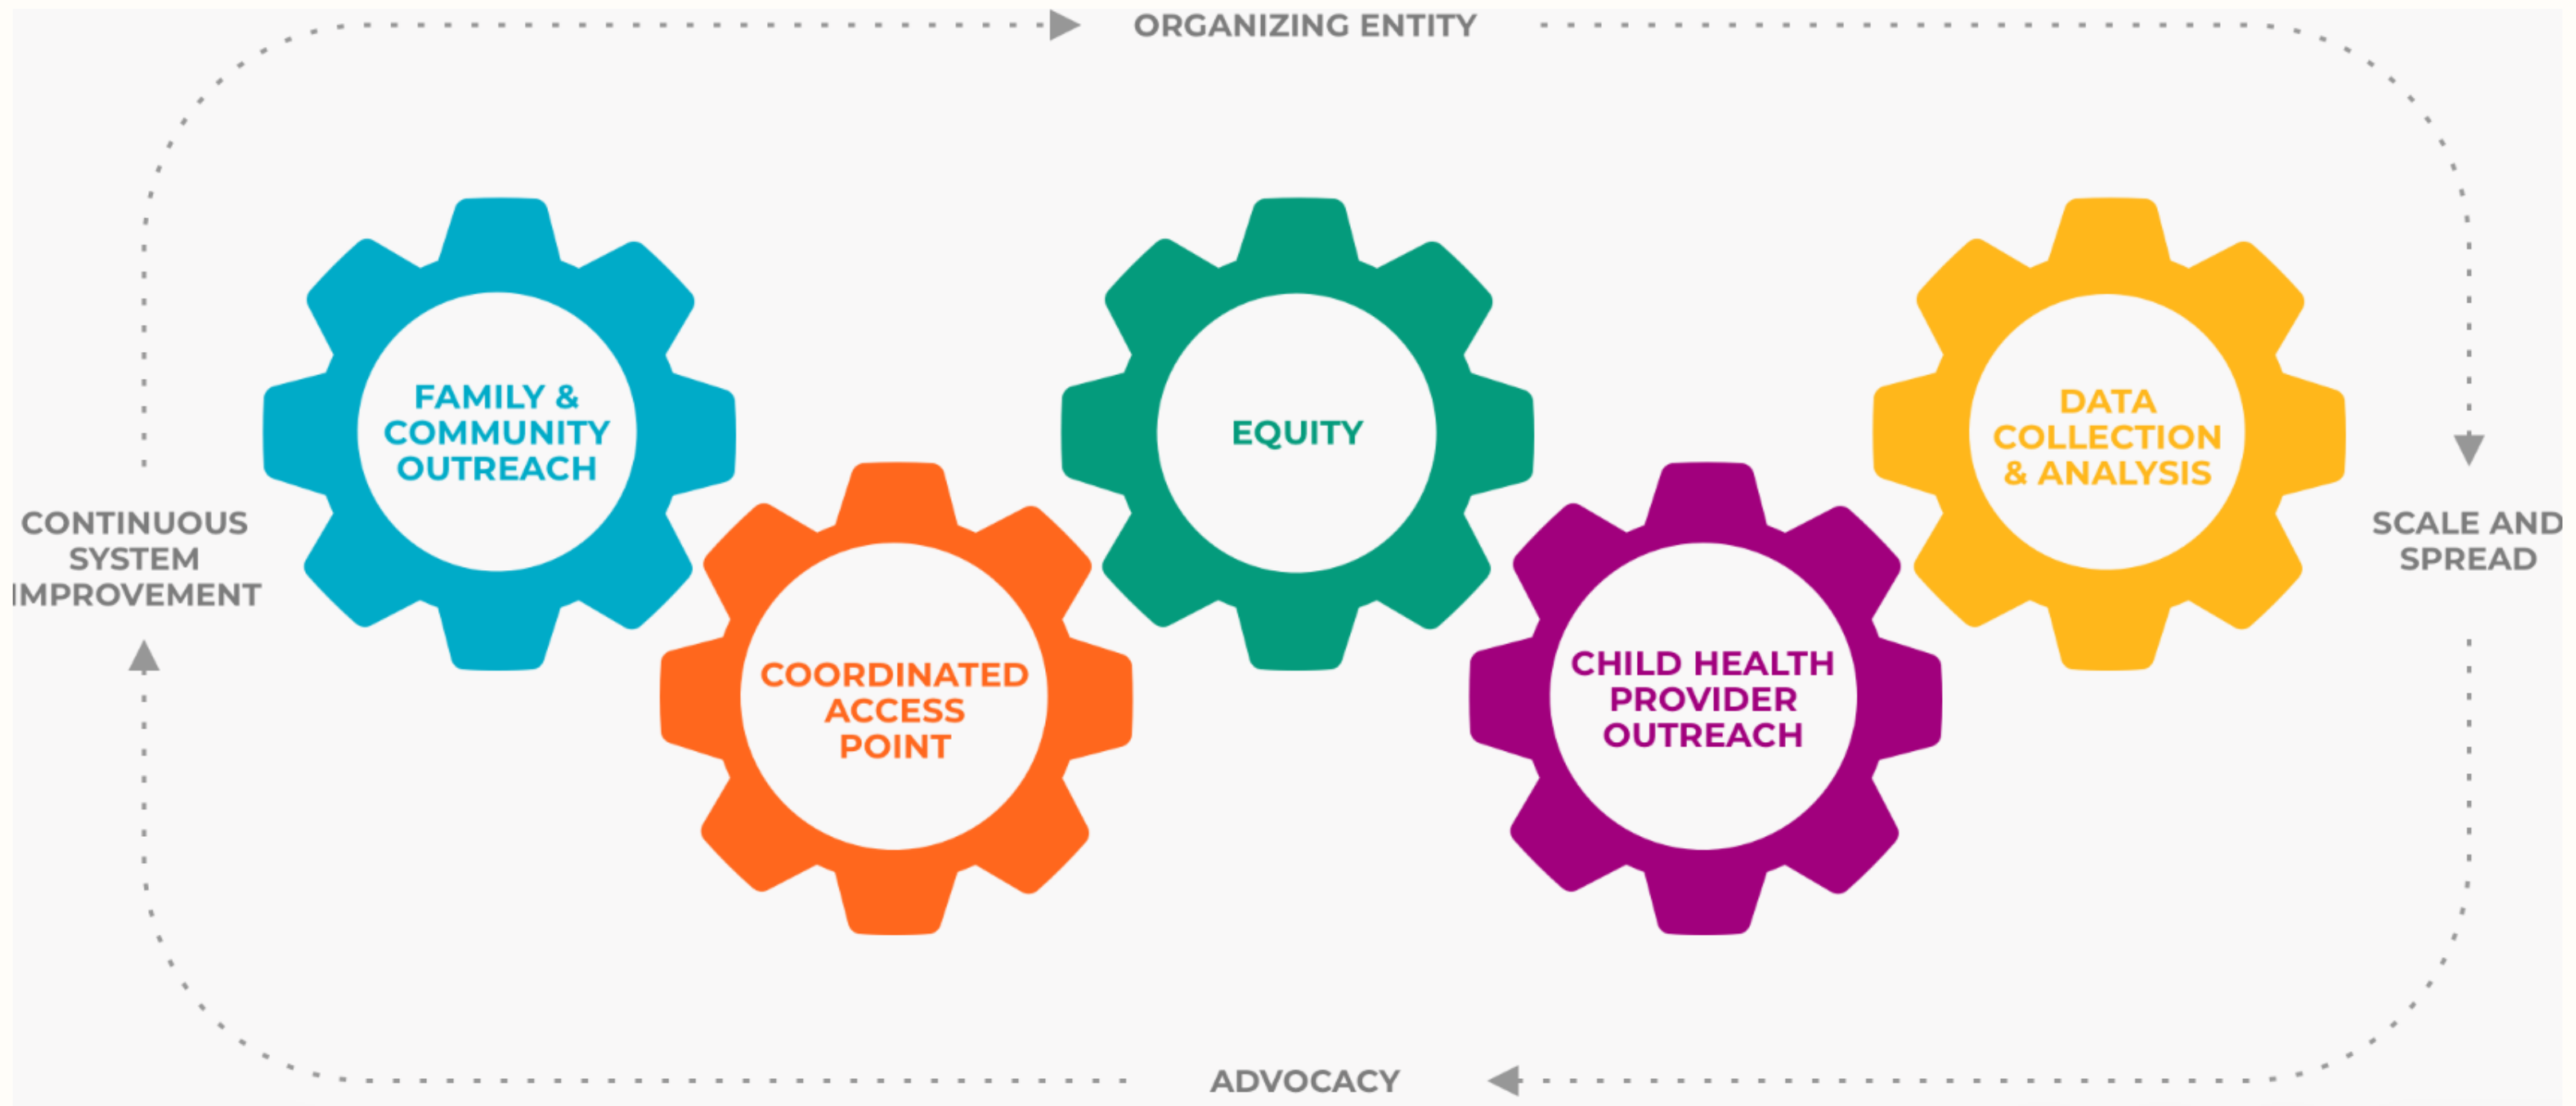 ORGANIZING ENTITY
FAMILY &
COMMUNITY
OUTREACH
EQUITY
DATA
COLLECTION
& ANALYSIS
CONTINUOUS
SYSTEM
IMPROVEMENT
SCALE AND
SPREAD
COORDINATED
ACCESS
POINT
CHILD HEALTH
PROVIDER
OUTREACH
ADVOCACY